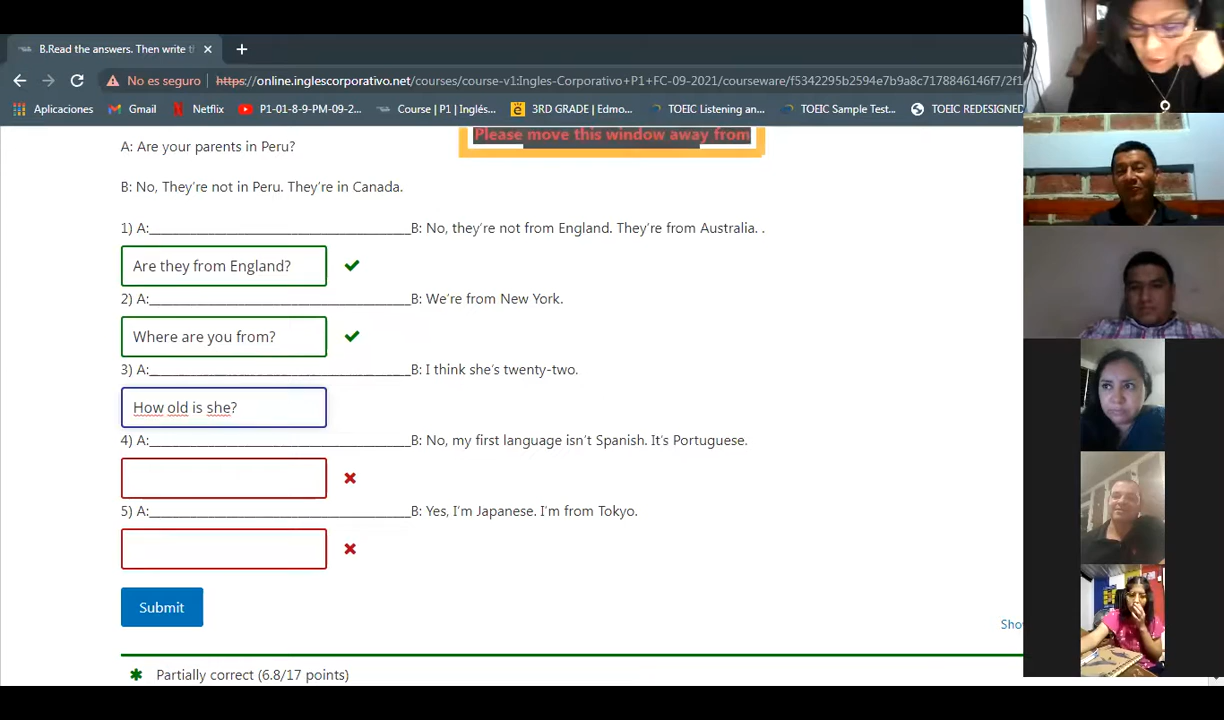 B.Read the answers. Then write t
No es seguro
https://online.inglescorporativo.net/courses/course-v1:Ingles-Corporativo+P1+FC-09-2021/courseware/f5342295b2594e7b9a8c7178846146f7/2f1
Aplicaciones
Gmail
Netflix
P1-01-8-9-PM-09-2...
Course | P1 | Inglés...
3RD GRADE | Edmo...
TOEIC Listening an...
TOEIC Sample Test...
TOEIC REDESIGNED
Please move this window away from
A: Are your parents in Peru?
B: No, They're not in Peru. They're in Canada.
1) A:______________________________________B: No, they're not from England. They're from Australia. .
Are they from England?
2) A:______________________________________B: We're from New York.
Where are you from?
3) A:______________________________________B: I think she's twenty-two.
How old is she?
4) A:______________________________________B: No, my first language isn't Spanish. It's Portuguese.
5) A:______________________________________B: Yes, I'm Japanese. I'm from Tokyo.
Submit
Sho
Partially correct (6.8/17 points)